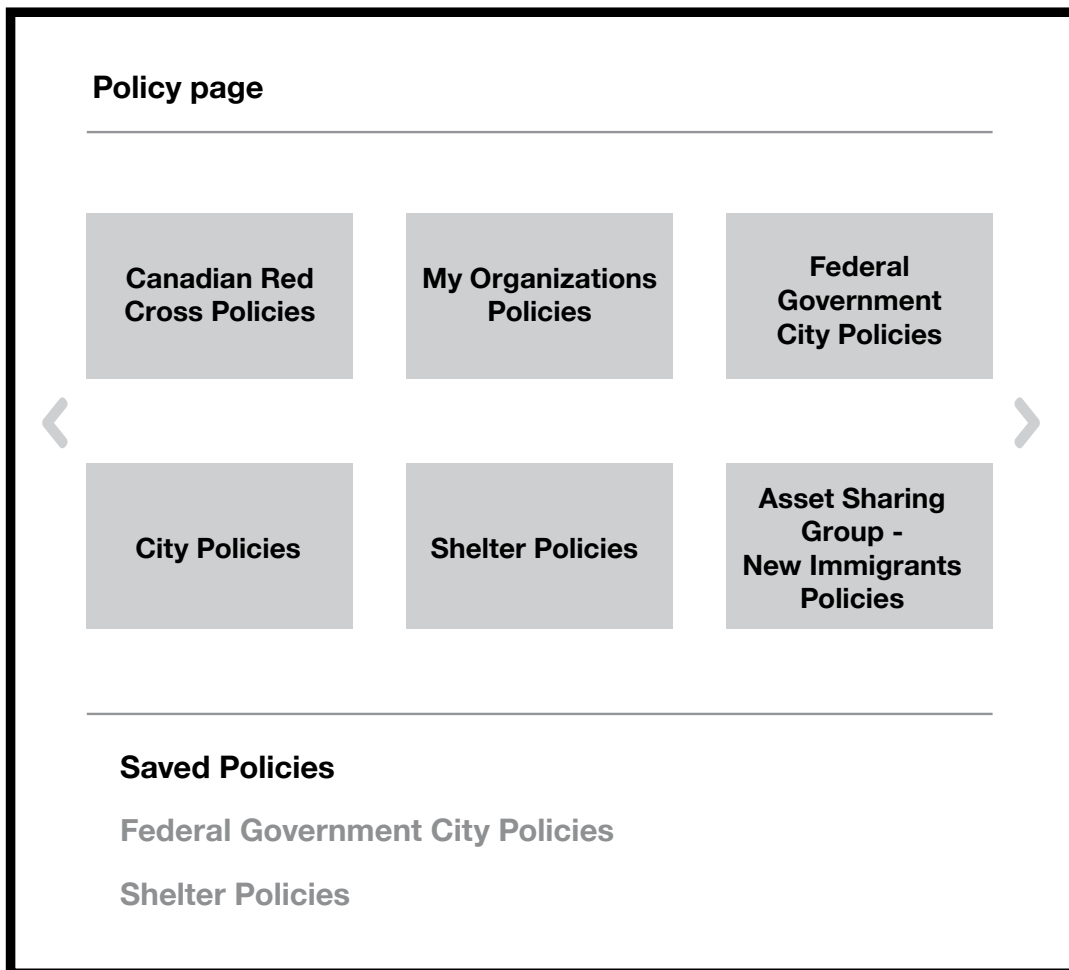 Policy page
Canadian Red
Cross Policies
My Organizations
Policies
Federal
Government
City Policies
City Policies
Shelter Policies
Asset Sharing
Group -
New Immigrants
Policies
Saved Policies
Federal Government City Policies
Shelter Policies